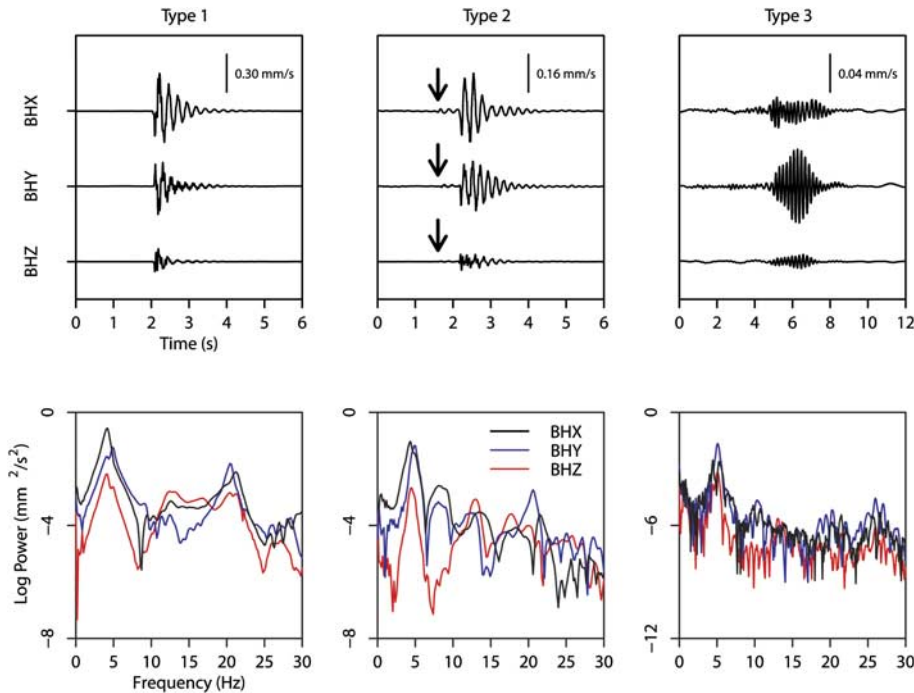 Type 1
Type 2
Type 3
0.30 mm/s
0.16 mm/s
0.04 mm/s
BHX
BHY
BHZ
0 1 2 3 4 5 6
0 1 2 3 4 5 6
0 2 4 6 8 10 12
Time (s)
0
-4
-8
0
-4
-8
0
-6
-12
Log Power (mm²/s²)
BHX
BHY
BHZ
0 5 10 15 20 25 30
0 5 10 15 20 25 30
0 5 10 15 20 25 30
Frequency (Hz)